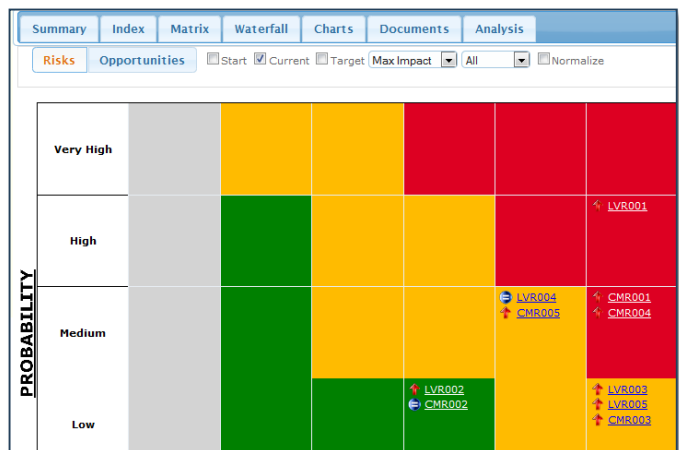 Summary Index Matrix Waterfall Charts Documents Analysis
Risks Opportunities Start Current Target Max Impact All Normalize
PROBABILITY
Very High
High
LVR001
Medium
LVR004
CMR005
CMR001
CMR004
Low
LVR002
CMR002
LVR003
LVR005
CMR003